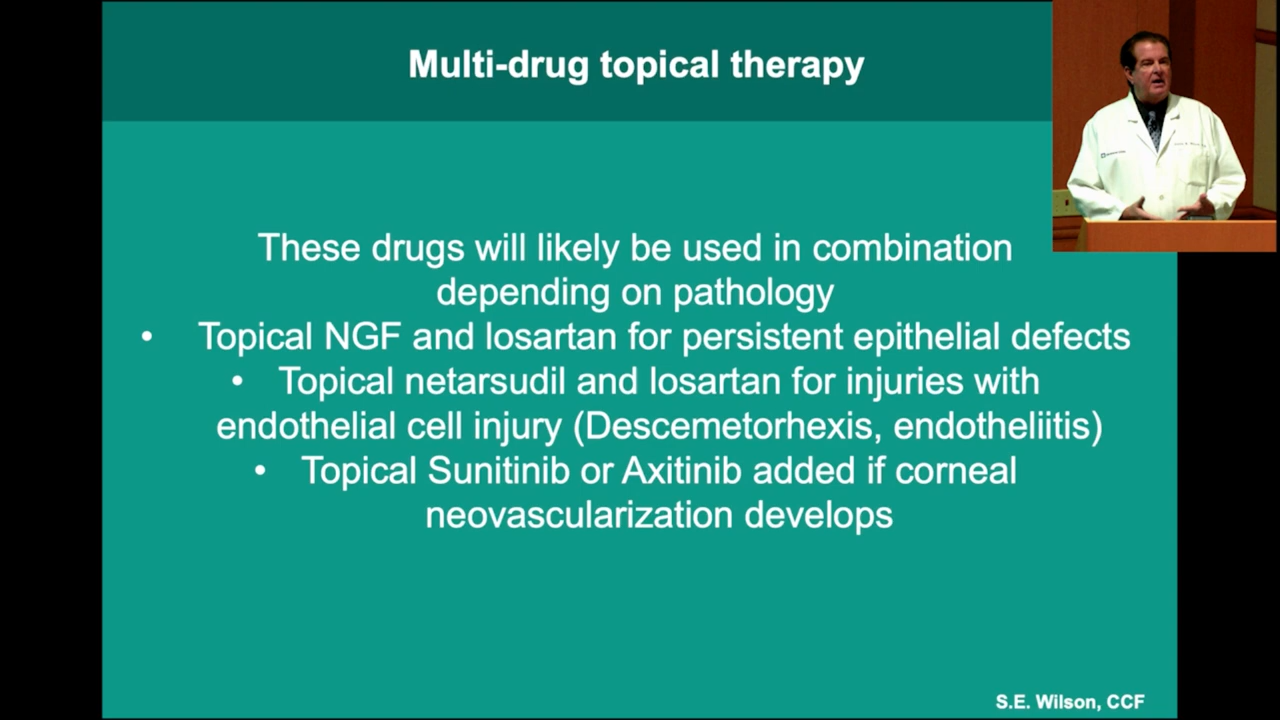 Multi-drug topical therapy
These drugs will likely be used in combination
depending on pathology
• Topical NGF and losartan for persistent epithelial defects
• Topical netarsudil and losartan for injuries with
endothelial cell injury (Descemetorhexis, endotheliitis)
• Topical Sunitinib or Axitinib added if corneal
neovascularization develops
S.E. Wilson, CCF